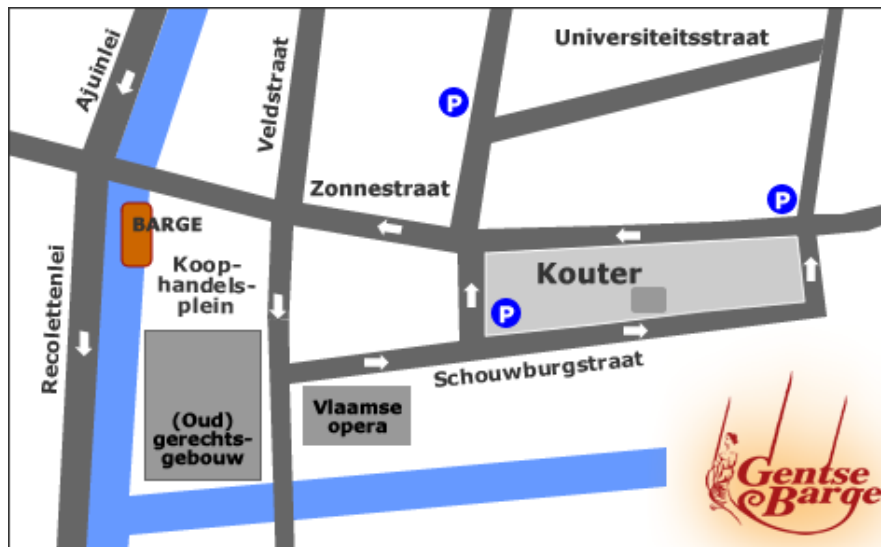 Ajuinlei
Veldstraat
Universiteitsstraat
P
Zonnestraat
P
BARGE
Koop-
handels-
plein
Kouter
P
Recolettenlei
Schouwburgstraat
(Oud)
gerechts-
gebouw
Vlaamse
opera
Gentse
Barge